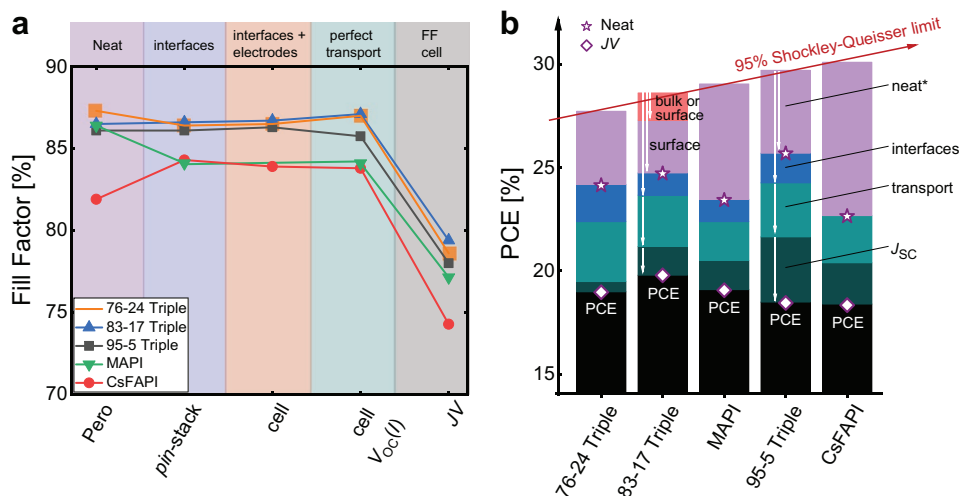 a
Neat
interfaces
interfaces +
electrodes
perfect
transport
FF
cell
90
85
80
75
70
Fill Factor [%]
76-24 Triple
83-17 Triple
95-5 Triple
MAPI
CsFAPI
Pero
pin-stack
cell
cell
V_OC(I)
JV
b
Neat
JV
95% Shockley-Queisser limit
30
25
20
15
PCE [%]
bulk or
surface
surface
neat*
interfaces
transport
J_SC
PCE
PCE
PCE
PCE
PCE
76-24 Triple
83-17 Triple
MAPI
95-5 Triple
CsFAPI